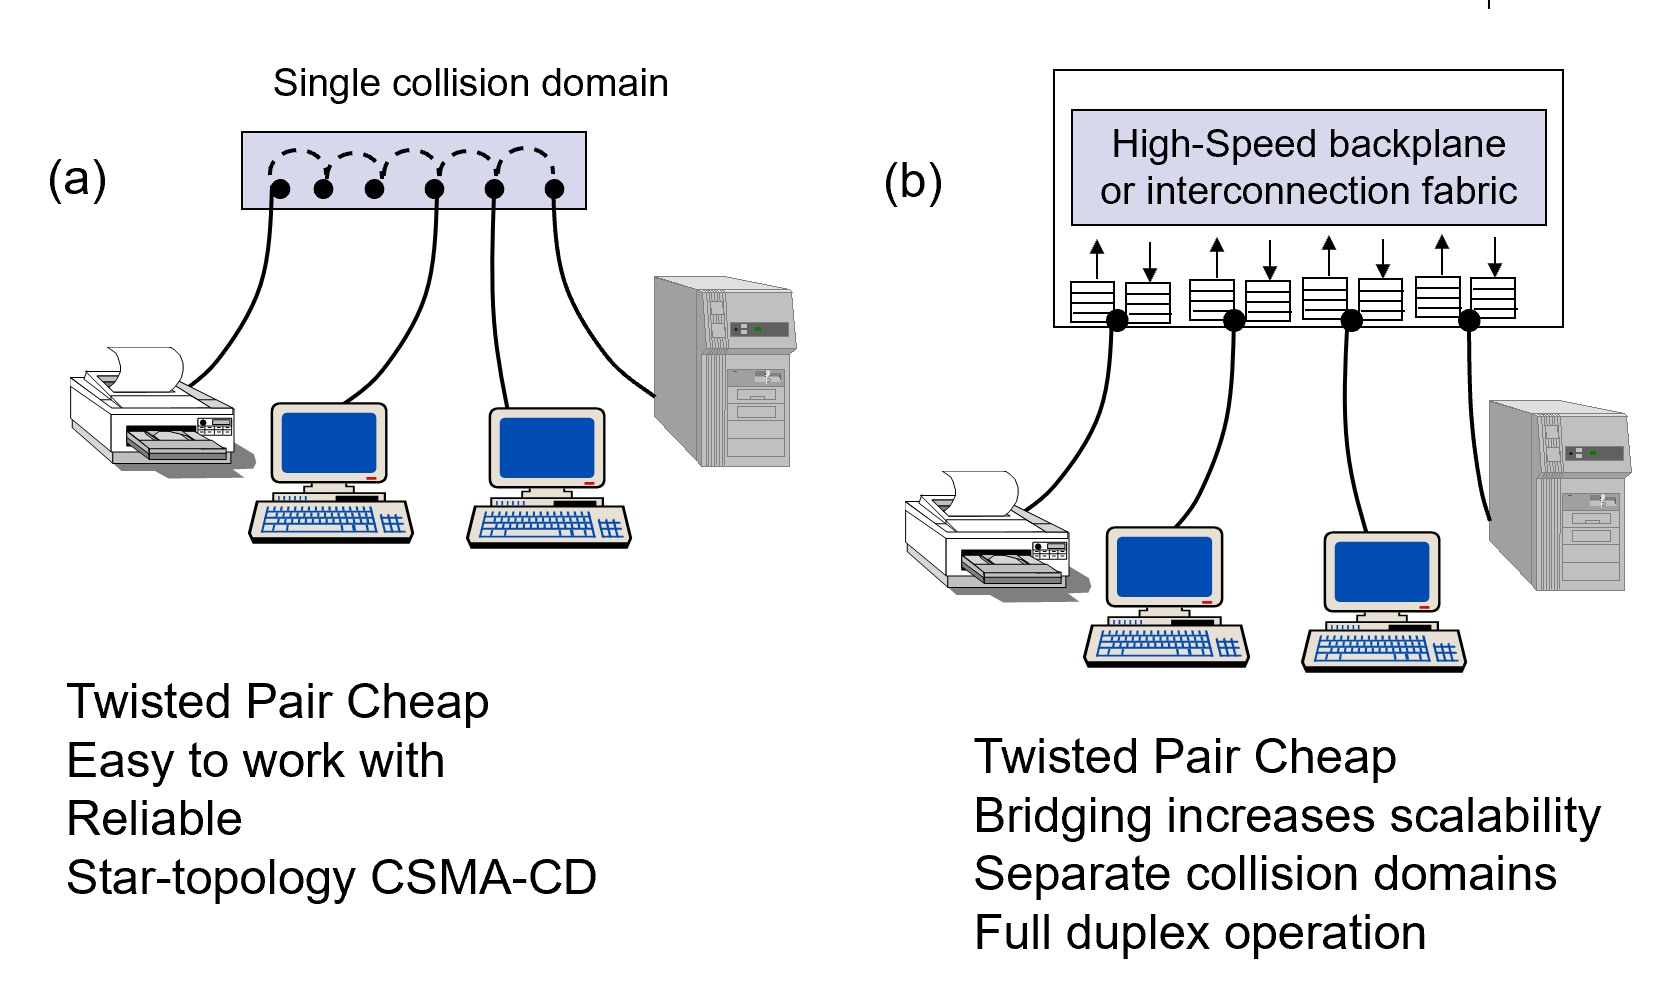 Single collision domain
(a)
Twisted Pair Cheap
Easy to work with
Reliable
Star-topology CSMA-CD
High-Speed backplane
or interconnection fabric
(b)
Twisted Pair Cheap
Bridging increases scalability
Separate collision domains
Full duplex operation